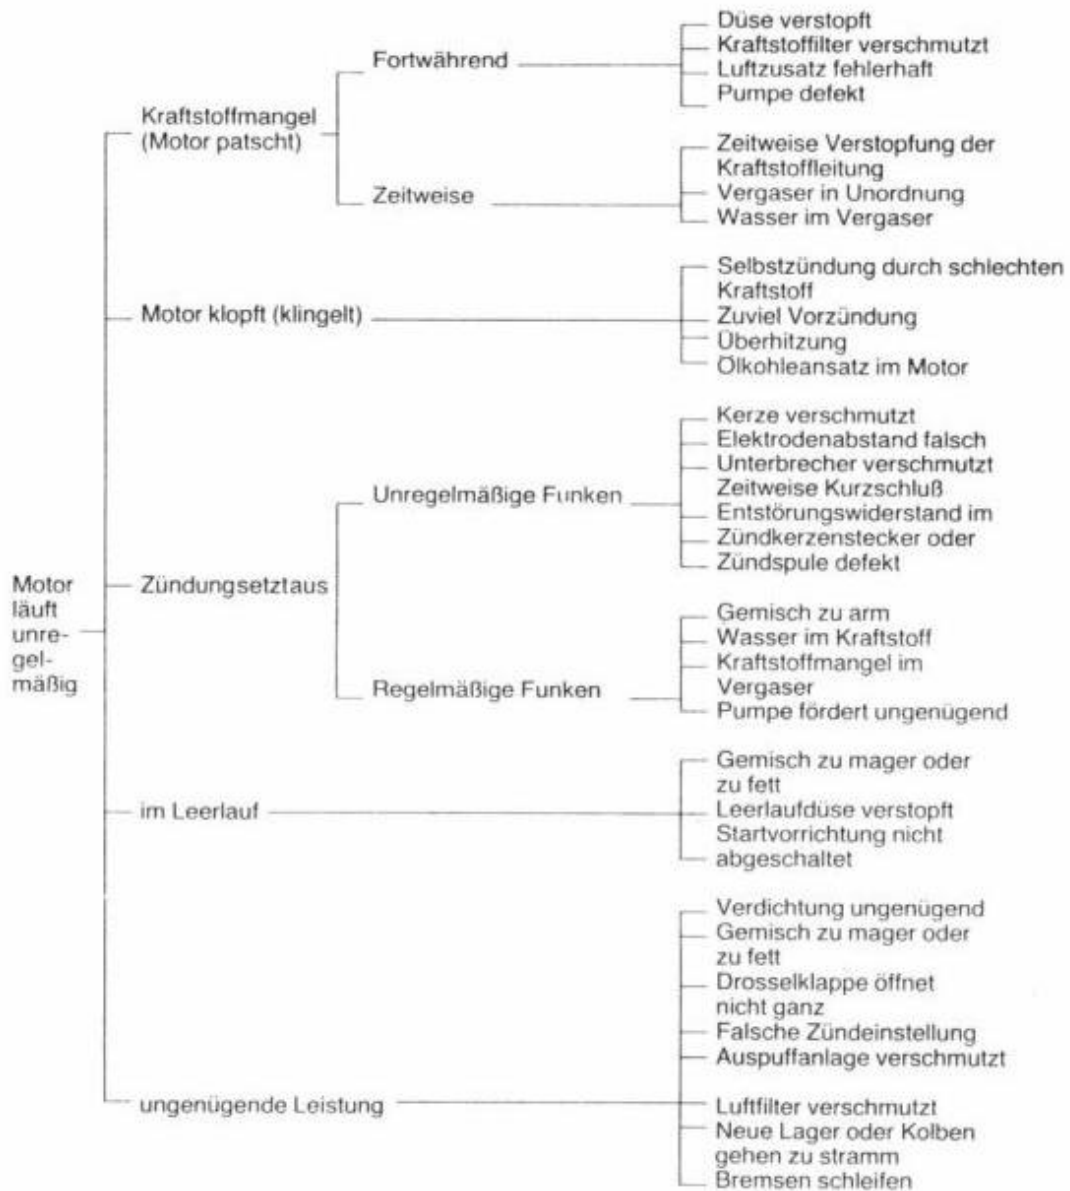 Motor
läuft
unre-
gel-
mäßig
Kraftstoffmangel
(Motor patscht)
Fortwährend
Düse verstopft
Kraftstoffilter verschmutzt
Luftzusatz fehlerhaft
Pumpe defekt
Zeitweise
Zeitweise Verstopfung der
Kraftstoffleitung
Vergaser in Unordnung
Wasser im Vergaser
Motor klopft (klingelt)
Selbstzündung durch schlechten
Kraftstoff
Zuviel Vorzündung
Überhitzung
Ölkohleansatz im Motor
Zündungsetztaus
Unregelmäßige Funken
Kerze verschmutzt
Elektrodenabstand falsch
Unterbrecher verschmutzt
Zeitweise Kurzschluß
Entstörungswiderstand im
Zündkerzenstecker oder
Zündspule defekt
Regelmäßige Funken
Gemisch zu arm
Wasser im Kraftstoff
Kraftstoffmangel im
Vergaser
Pumpe fördert ungenügend
im Leerlauf
Gemisch zu mager oder
zu fett
Leerlaufdüse verstopft
Startvorrichtung nicht
abgeschaltet
ungenügende Leistung
Verdichtung ungenügend
Gemisch zu mager oder
zu fett
Drosselklappe öffnet
nicht ganz
Falsche Zündeinstellung
Auspuffanlage verschmutzt
Luftfilter verschmutzt
Neue Lager oder Kolben
gehen zu stramm
Bremsen schleifen